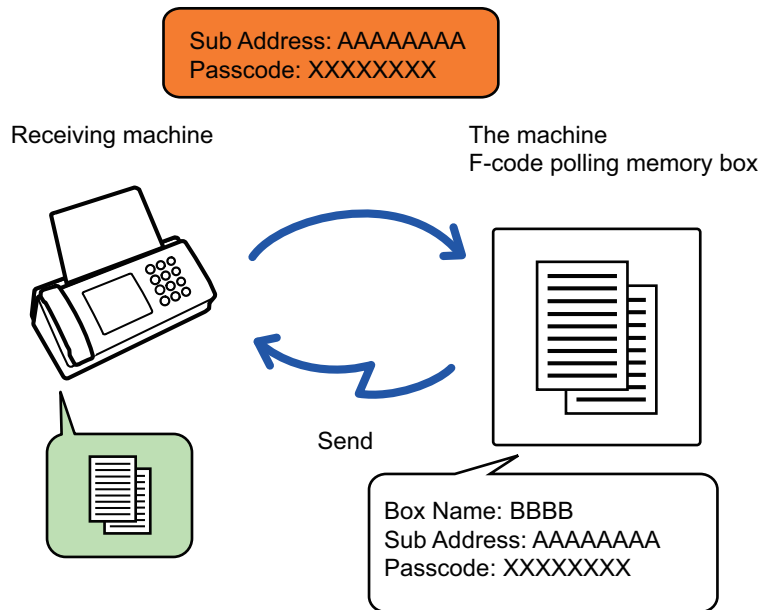 Sub Address: AAAAAAAA
Passcode: XXXXXXXX
Receiving machine
The machine
F-code polling memory box
Send
Box Name: BBBB
Sub Address: AAAAAAAA
Passcode: XXXXXXXX